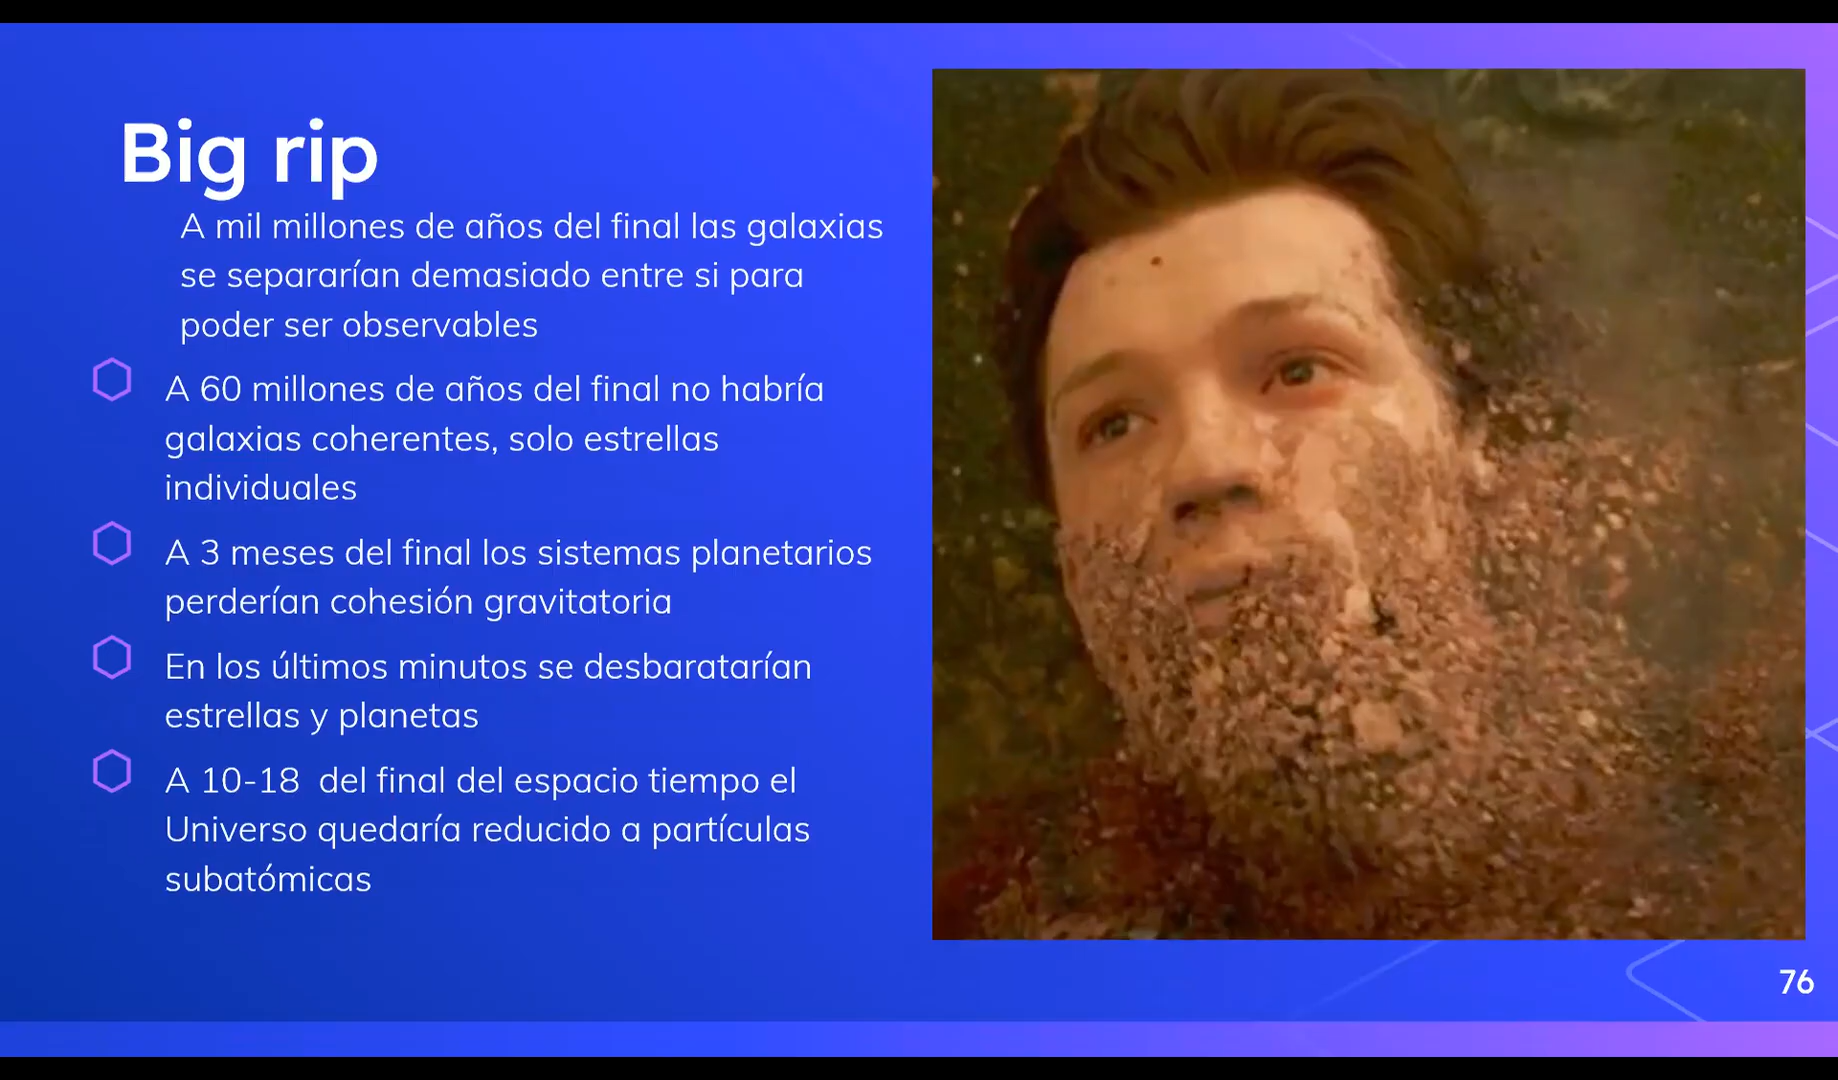 Big rip
A mil millones de años del final las galaxias
se separarían demasiado entre si para
poder ser observables
A 60 millones de años del final no habría
galaxias coherentes, solo estrellas
individuales
A 3 meses del final los sistemas planetarios
perderían cohesión gravitatoria
En los últimos minutos se desbaratarían
estrellas y planetas
A 10-18  del final del espacio tiempo el
Universo quedaría reducido a partículas
subatómicas
76